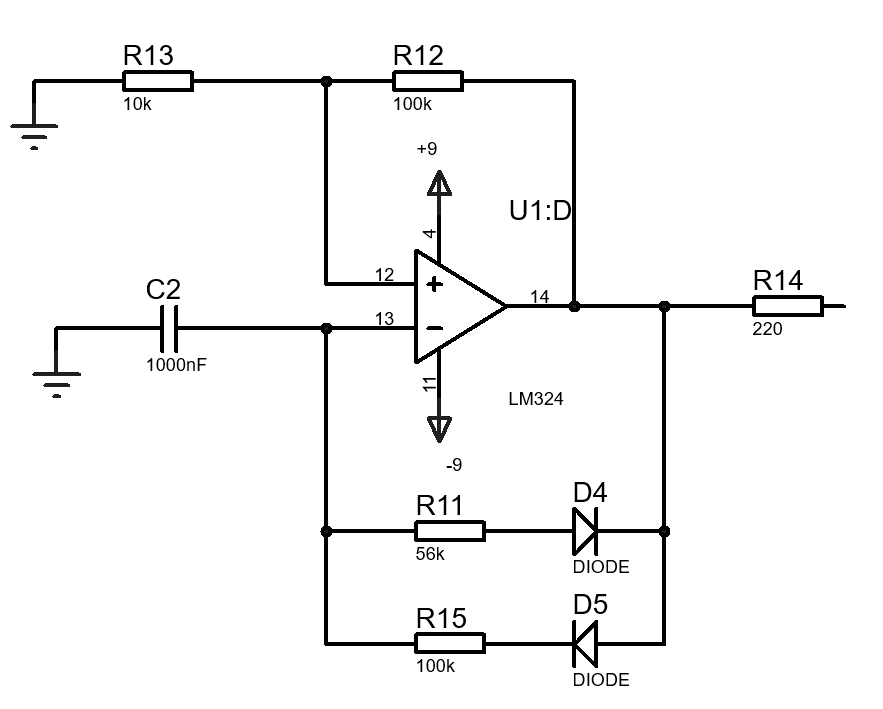 R13
10k
R12
100k
+9
U1:D
4
12
+
14
R14
220
C2
1000nF
13
−
11
LM324
-9
R11
56k
D4
DIODE
R15
100k
D5
DIODE